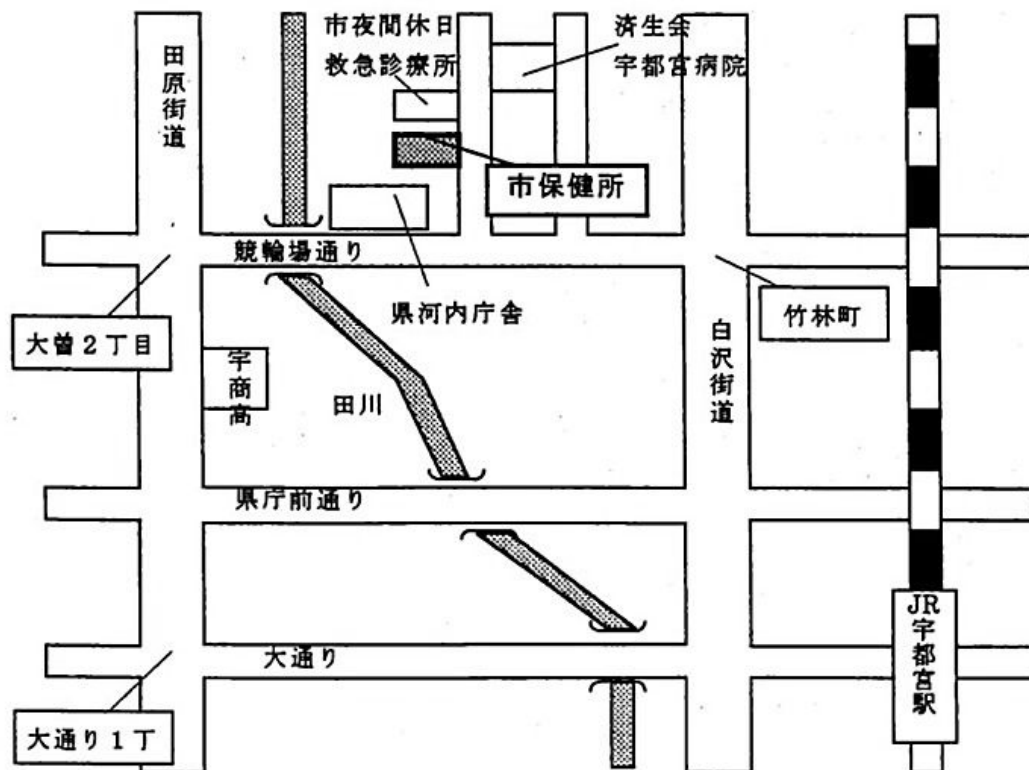 田原街道
市夜間休日
救急診療所
済生会
宇都宮病院
市保健所
競輪場通り
大曽2丁目
県河内庁舎
竹林町
白沢街道
宇商高
田川
県庁前通り
大通り
大通り1丁
JR宇都宮駅